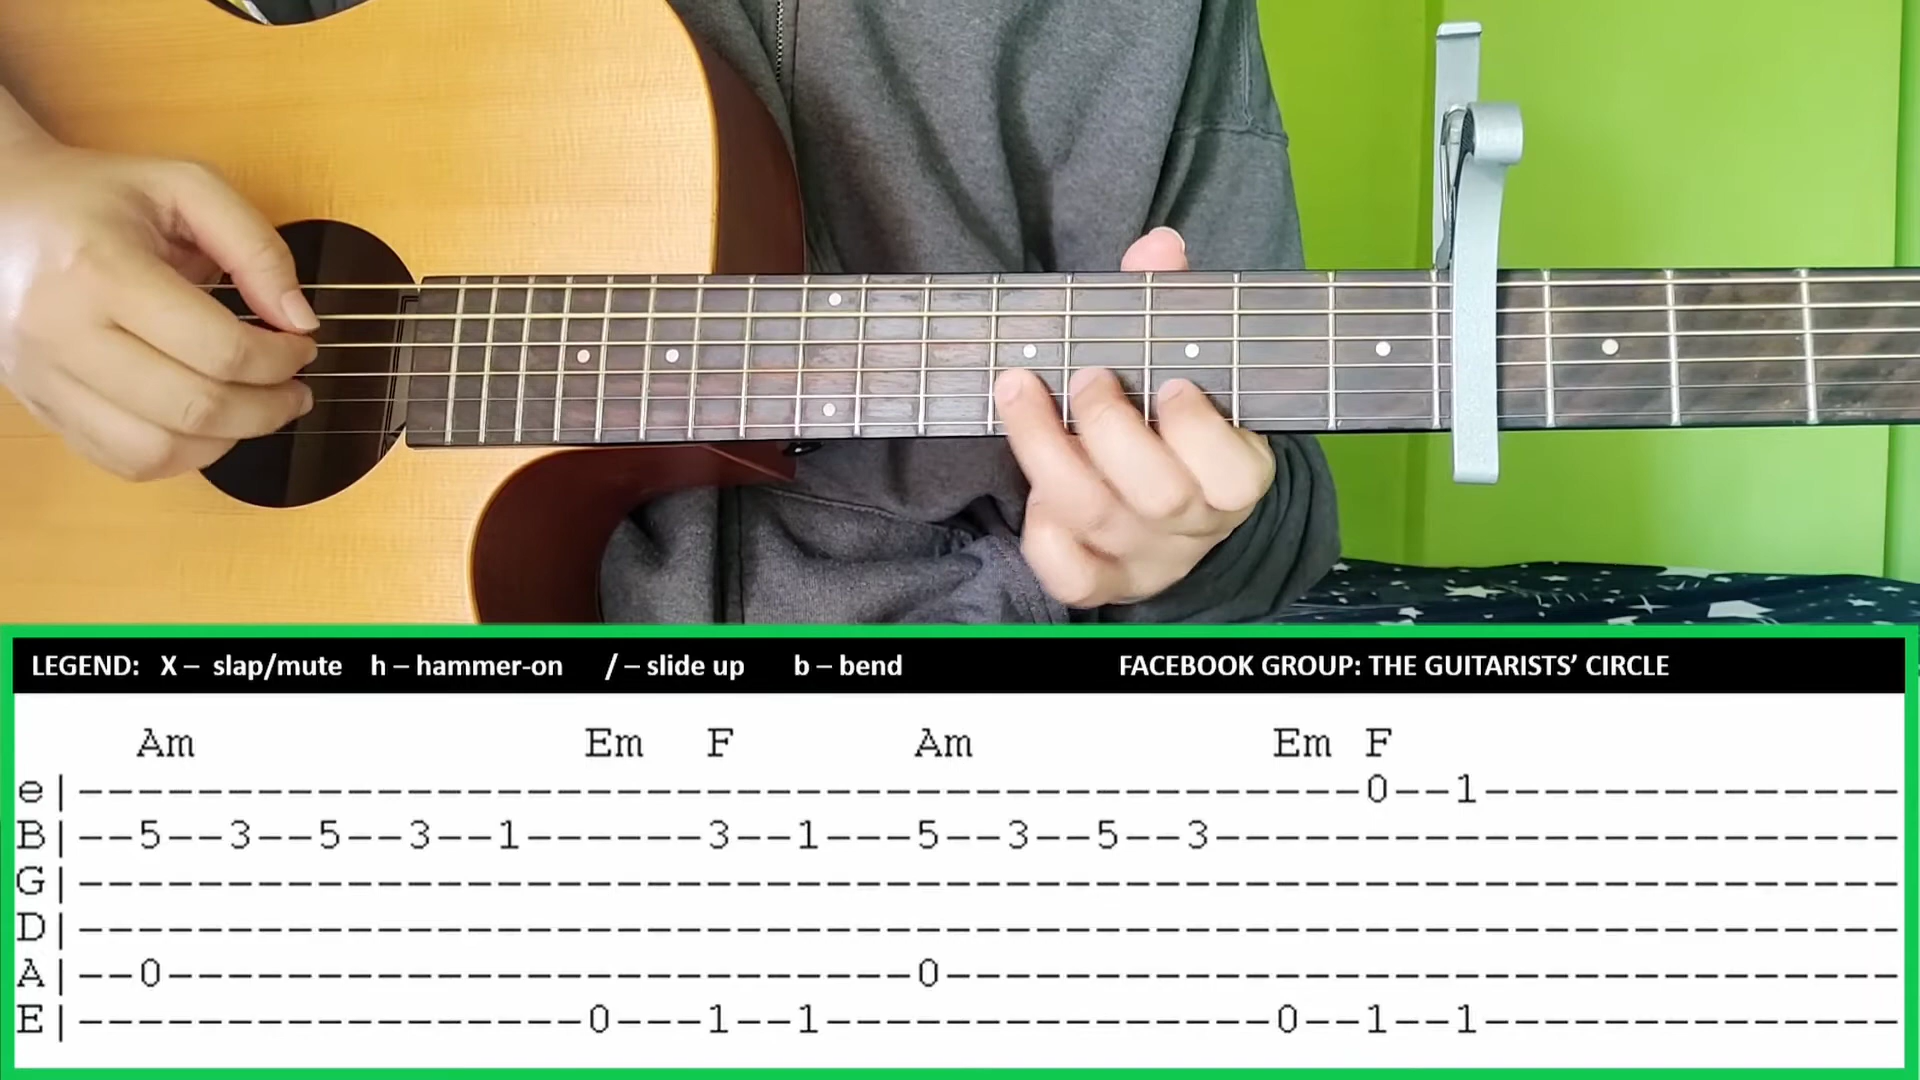 LEGEND: X – slap/mute h – hammer-on / – slide up b – bend FACEBOOK GROUP: THE GUITARISTS’ CIRCLE
Am Em F Am Em F
e|--------------------------------------------0--1--------------
B|--5--3--5--3--1------3--1---5--3--5--3-----------------------
G|-------------------------------------------------------------
D|-------------------------------------------------------------
A|--0-------------------------0--------------------------------
E|-----------------0---1--1---------------0--1--1--------------